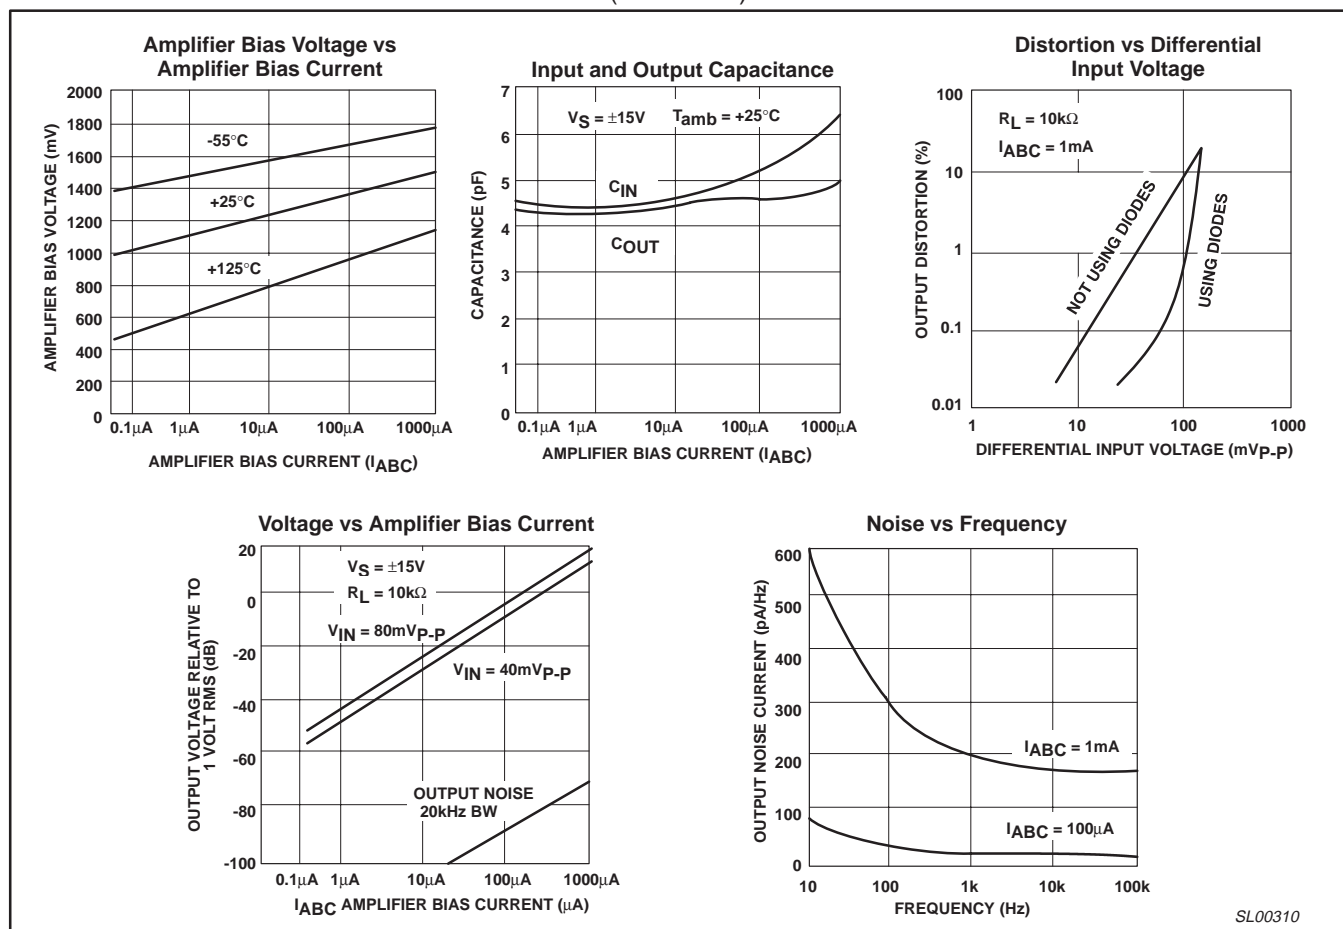 Amplifier Bias Voltage vs
Amplifier Bias Current
AMPLIFIER BIAS VOLTAGE (mV)
2000
1800
1600
1400
1200
1000
800
600
400
200
0
-55°C
+25°C
+125°C
0.1µA 1µA 10µA 100µA 1000µA
AMPLIFIER BIAS CURRENT (IABC)
Input and Output Capacitance
CAPACITANCE (pF)
7
6
5
4
3
2
1
0
VS = ±15V Tamb = +25°C
CIN
COUT
0.1µA 1µA 10µA 100µA 1000µA
AMPLIFIER BIAS CURRENT (IABC)
Distortion vs Differential
Input Voltage
OUTPUT DISTORTION (%)
100
10
1
0.1
0.01
RL = 10kΩ
IABC = 1mA
NOT USING DIODES
USING DIODES
1 10 100 1000
DIFFERENTIAL INPUT VOLTAGE (mVP-P)
Voltage vs Amplifier Bias Current
OUTPUT VOLTAGE RELATIVE TO
1 VOLT RMS (dB)
20
0
-20
-40
-60
-80
-100
VS = ±15V
RL = 10kΩ
VIN = 80mVP-P
VIN = 40mVP-P
OUTPUT NOISE
20kHz BW
0.1µA 1µA 10µA 100µA 1000µA
IABC AMPLIFIER BIAS CURRENT (µA)
Noise vs Frequency
OUTPUT NOISE CURRENT (pA/Hz)
600
500
400
300
200
100
0
IABC = 1mA
IABC = 100µA
10 100 1k 10k 100k
FREQUENCY (Hz)
SL00310